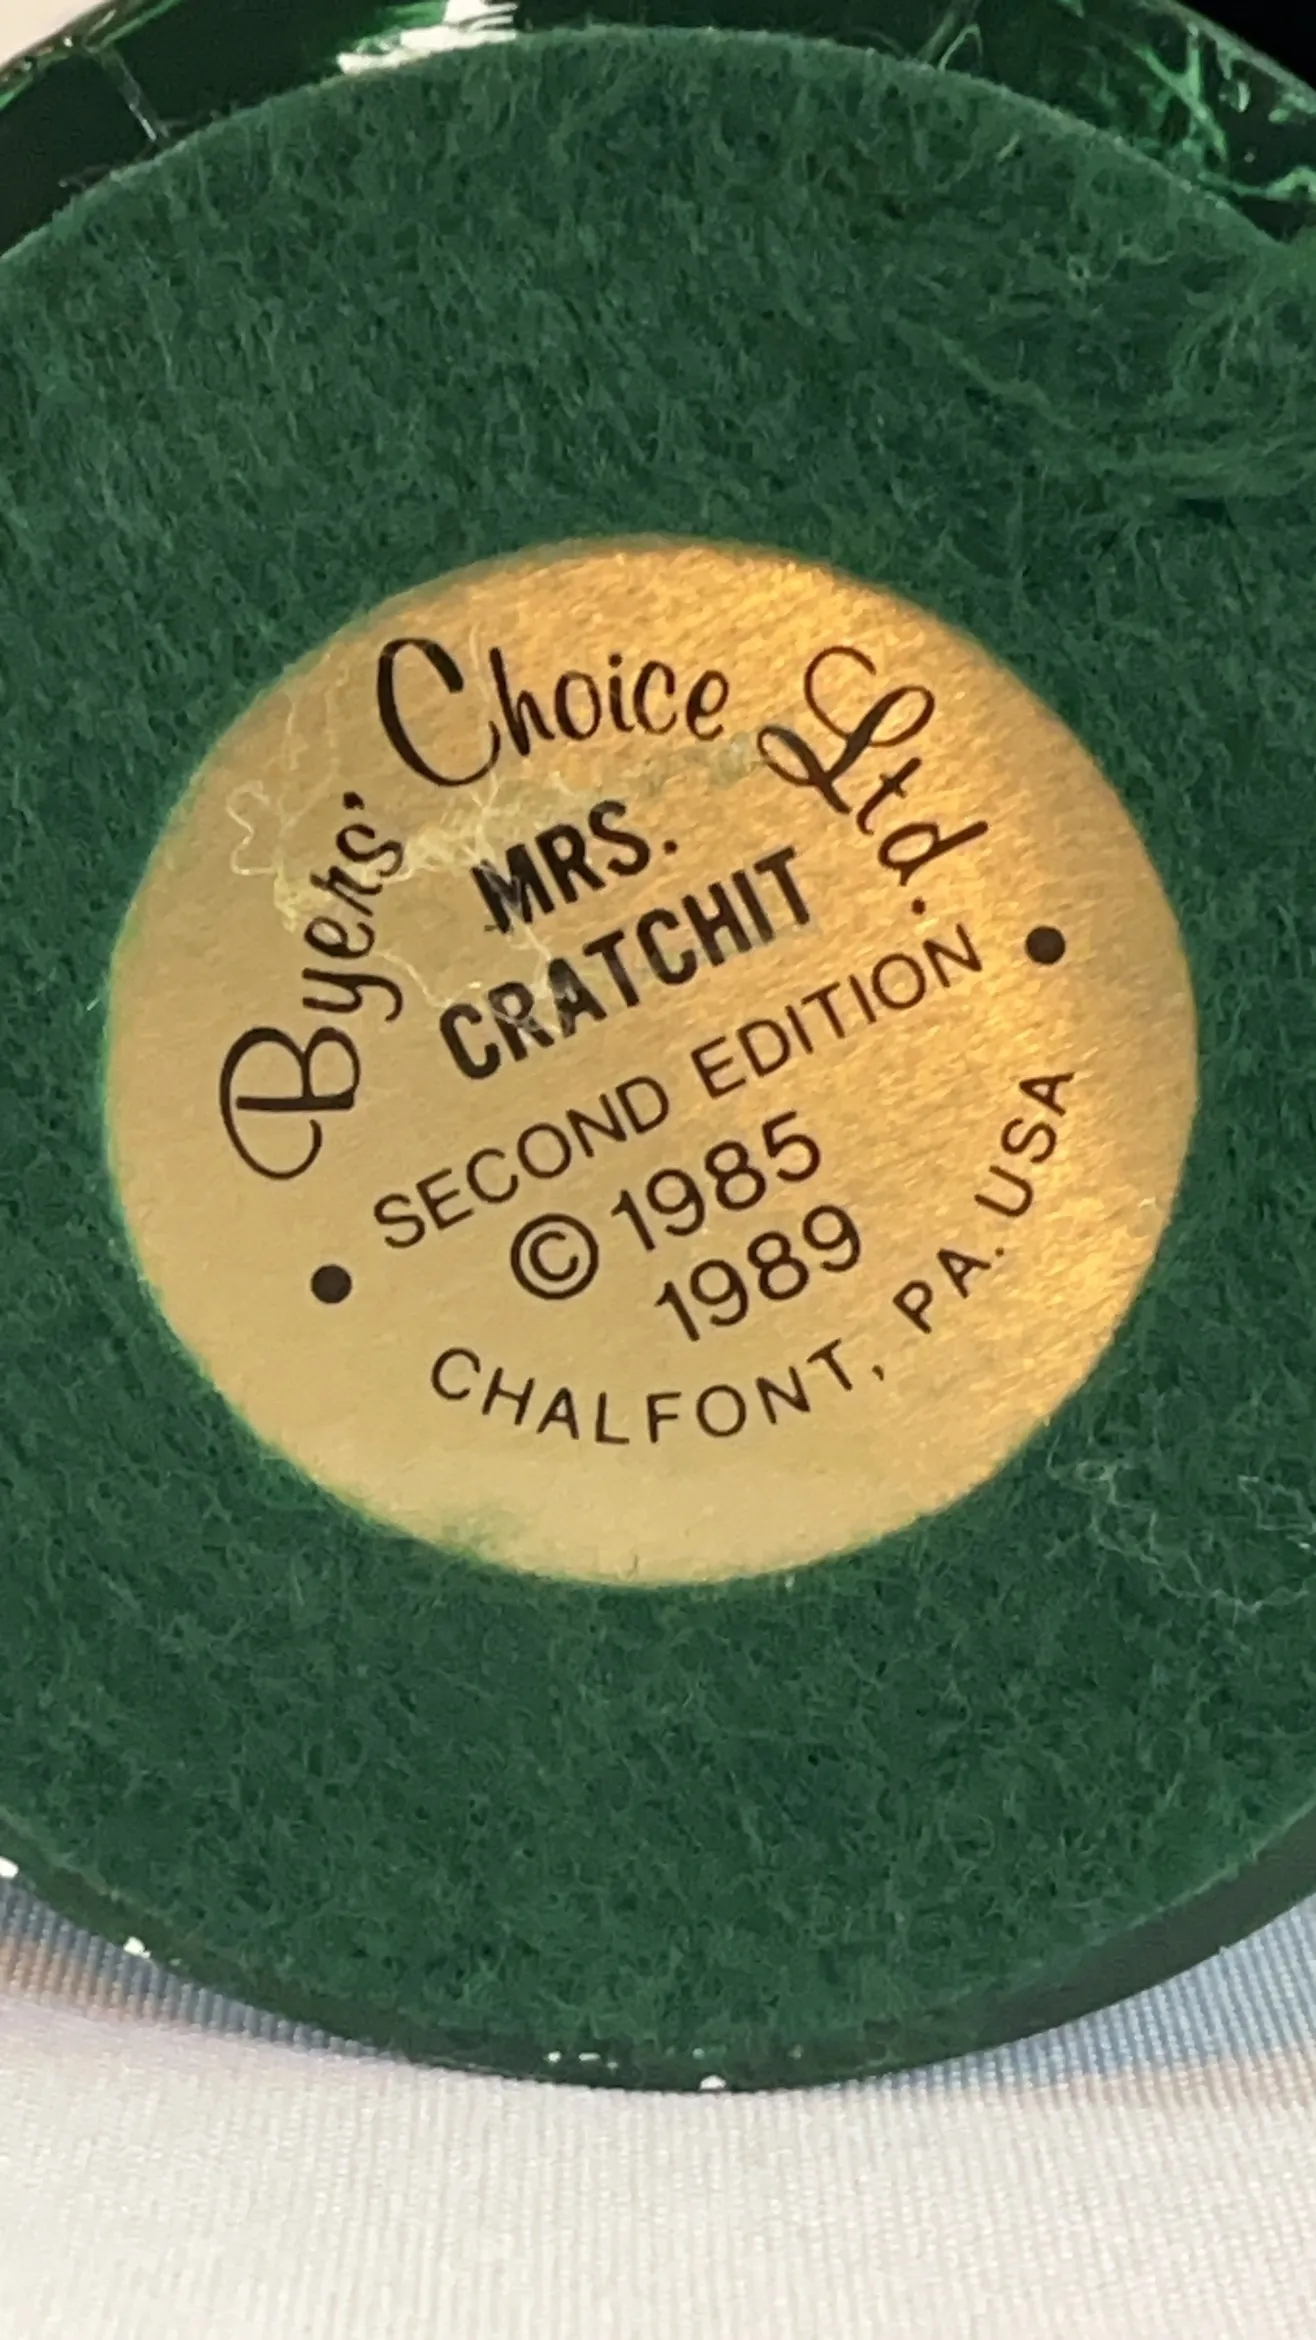 Byers' Choice Ltd.
MRS.
CRATCHIT
SECOND EDITION
© 1985
1989
CHALFONT, PA. USA